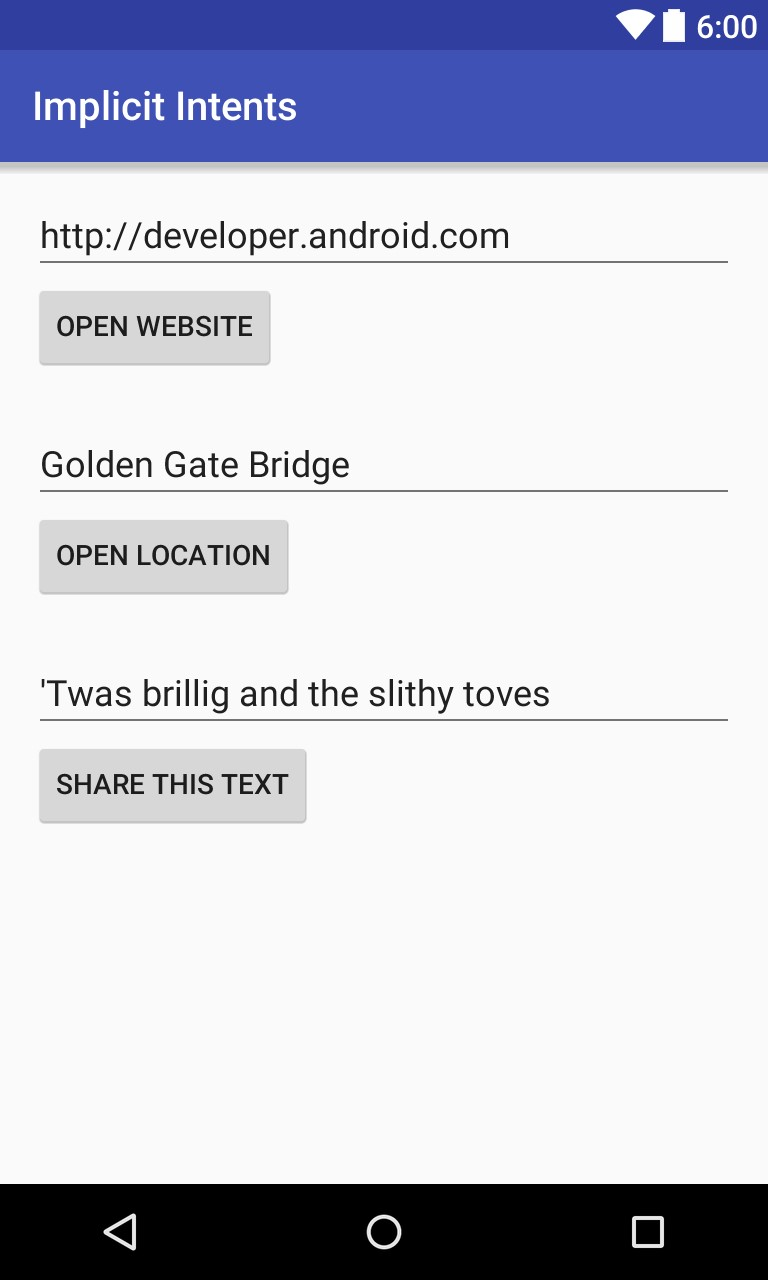 6:00
Implicit Intents
http://developer.android.com
OPEN WEBSITE
Golden Gate Bridge
OPEN LOCATION
'Twas brillig and the slithy toves
SHARE THIS TEXT